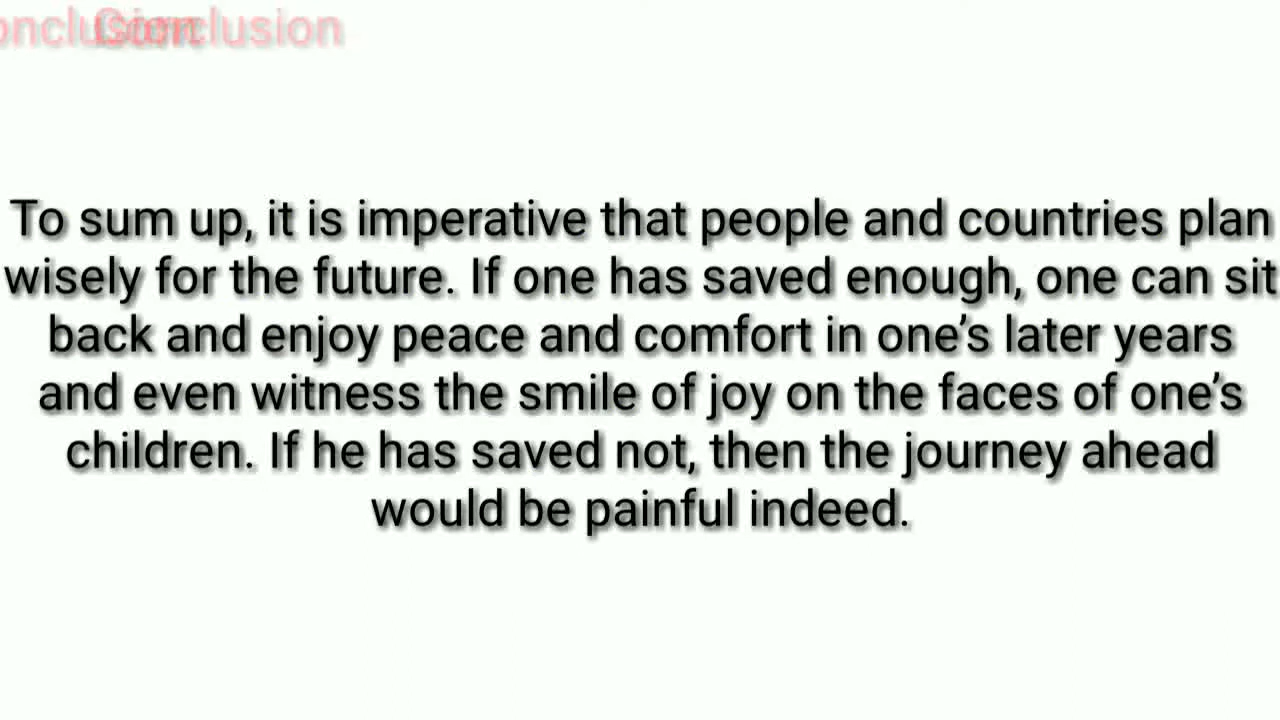 Conclusion
To sum up, it is imperative that people and countries plan
wisely for the future. If one has saved enough, one can sit
back and enjoy peace and comfort in one’s later years
and even witness the smile of joy on the faces of one’s
children. If he has saved not, then the journey ahead
would be painful indeed.